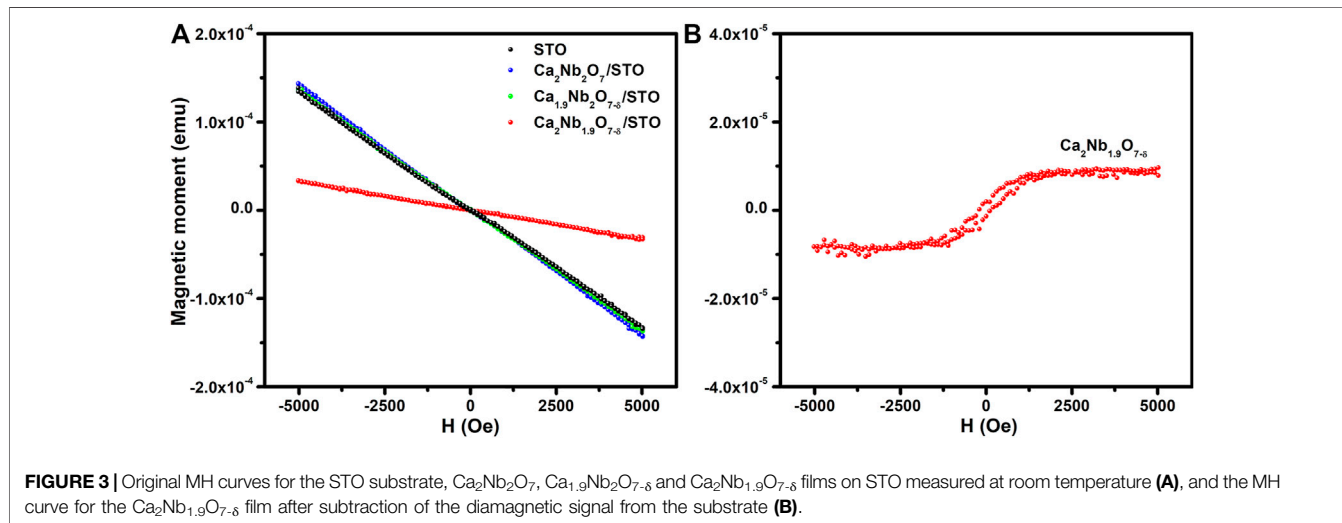 A
B
2.0x10⁻⁴
1.0x10⁻⁴
0.0
-1.0x10⁻⁴
-2.0x10⁻⁴
Magnetic moment (emu)
STO
Ca₂Nb₂O₇/STO
Ca₁.₉Nb₂O₇₋δ/STO
Ca₂Nb₁.₉O₇₋δ/STO
-5000 -2500 0 2500 5000
H (Oe)
4.0x10⁻⁵
2.0x10⁻⁵
0.0
-2.0x10⁻⁵
-4.0x10⁻⁵
Ca₂Nb₁.₉O₇₋δ
-5000 -2500 0 2500 5000
H (Oe)
FIGURE 3 | Original MH curves for the STO substrate, Ca₂Nb₂O₇, Ca₁.₉Nb₂O₇₋δ and Ca₂Nb₁.₉O₇₋δ films on STO measured at room temperature (A), and the MH
curve for the Ca₂Nb₁.₉O₇₋δ film after subtraction of the diamagnetic signal from the substrate (B).